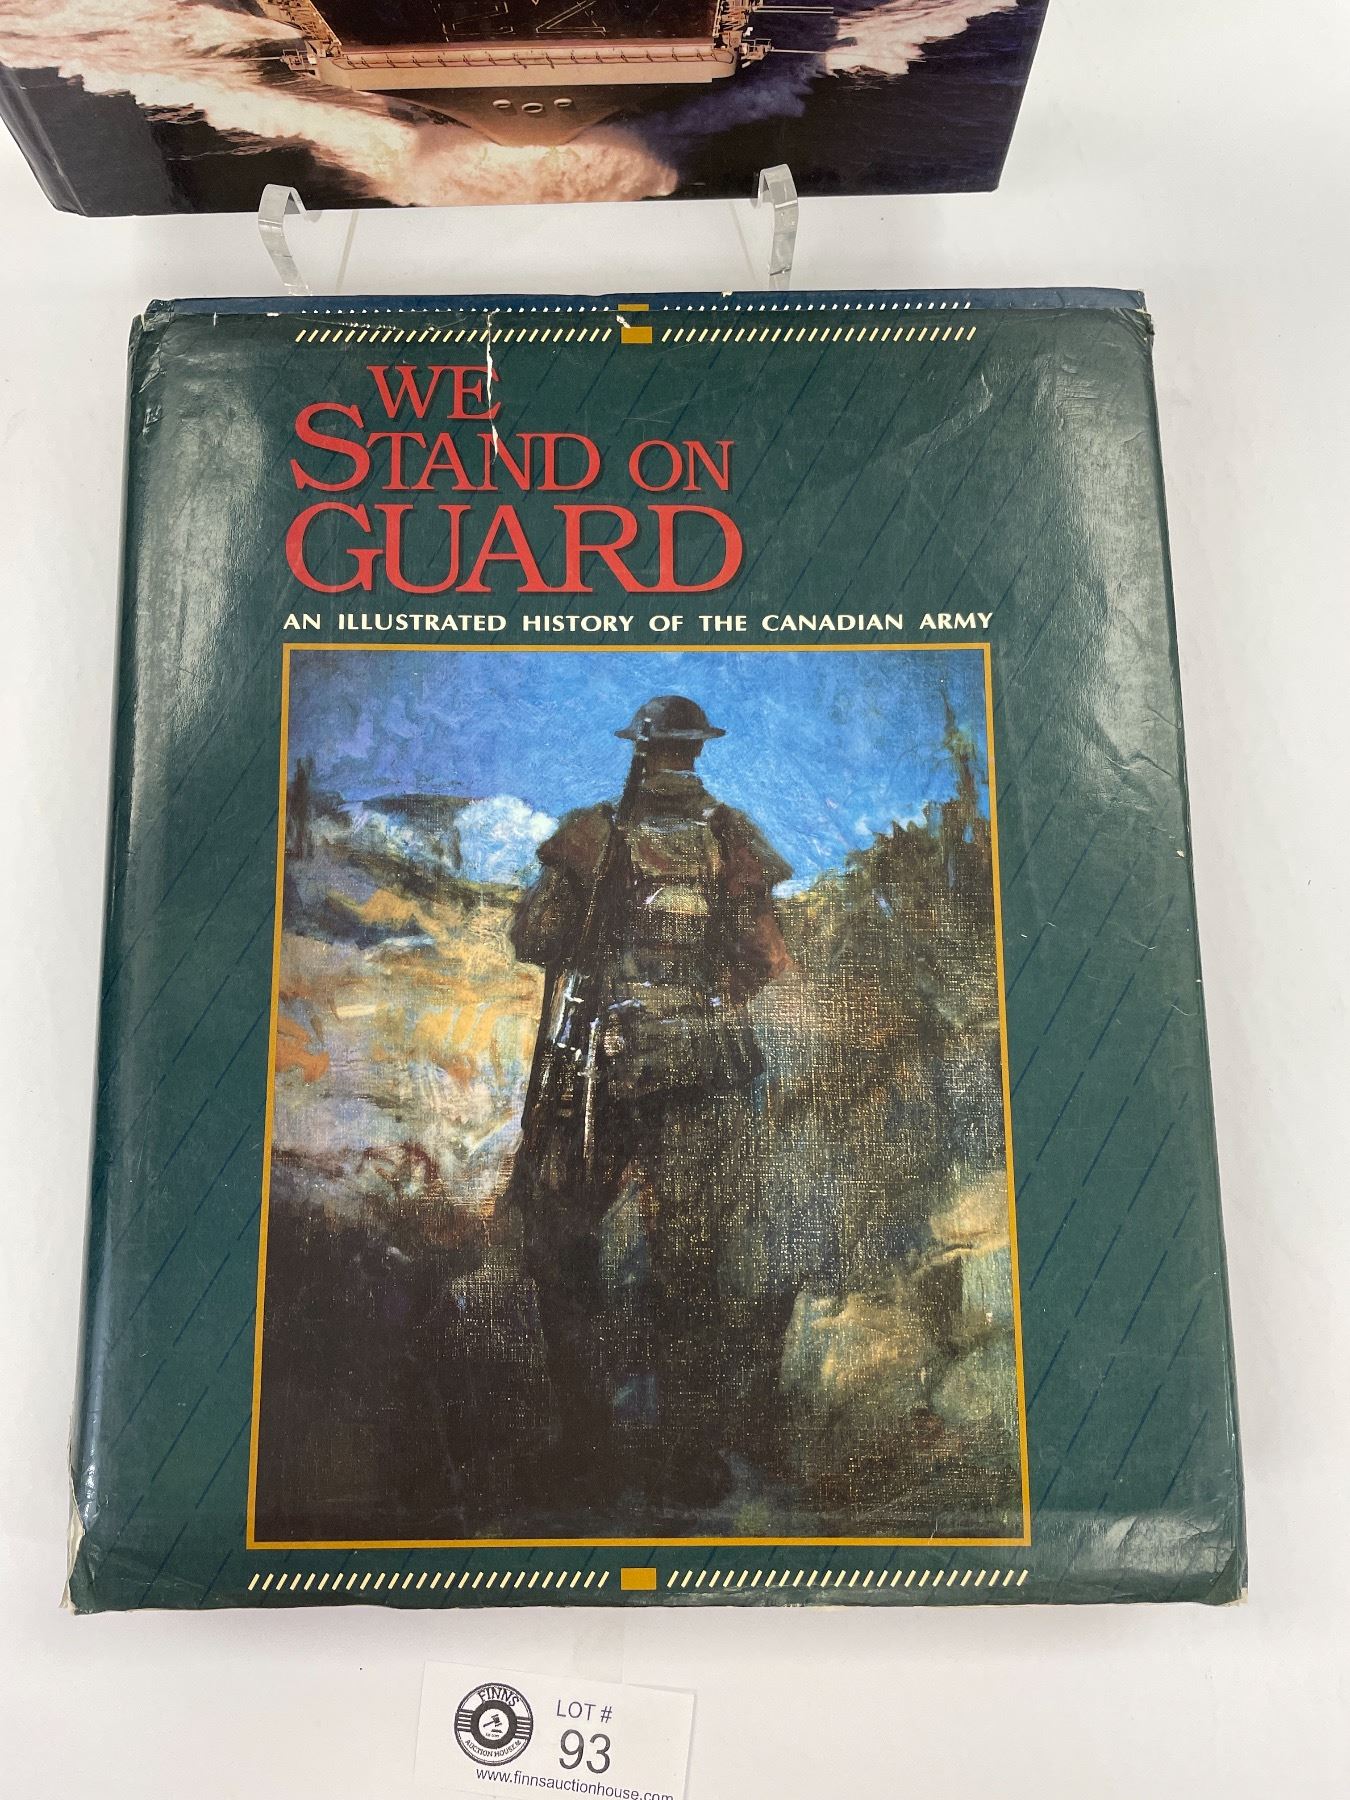 WE
STAND ON
GUARD
AN ILLUSTRATED HISTORY OF THE CANADIAN ARMY
FINNS
AUCTION HOUSE
LOT #
93
www.finnsauctionhouse.com